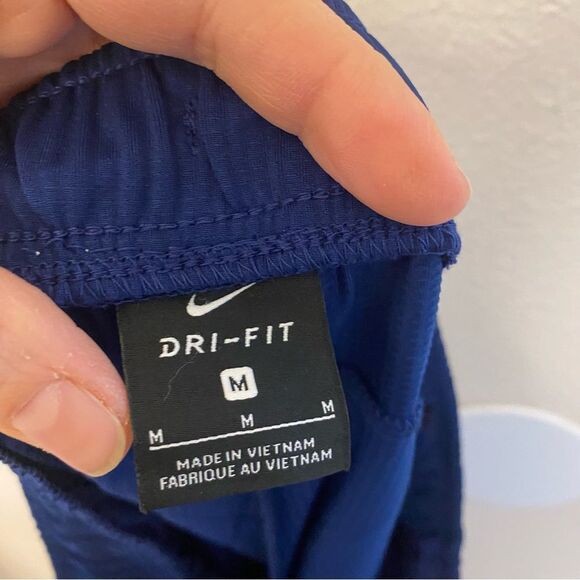 DRI-FIT
M
M M M
MADE IN VIETNAM
FABRIQUE AU VIETNAM